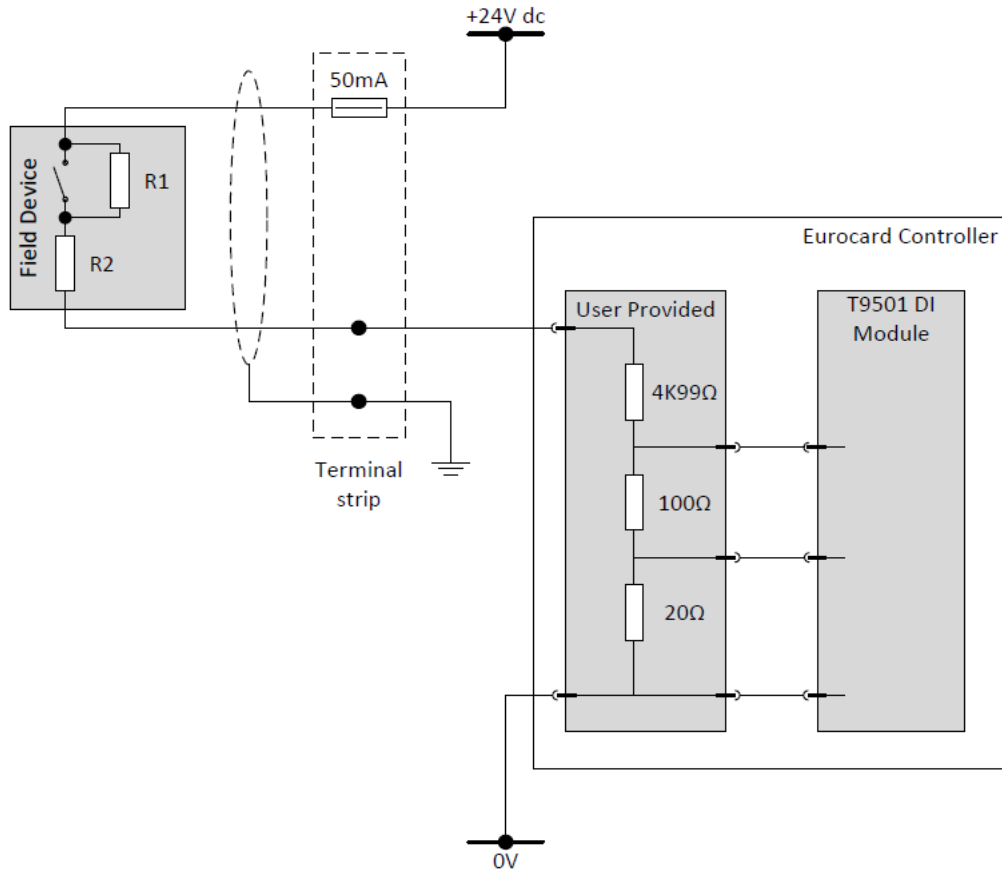 +24V dc
50mA
Field Device
R1
R2
Eurocard Controller
User Provided
T9501 DI
Module
4K99Ω
100Ω
20Ω
Terminal
strip
0V